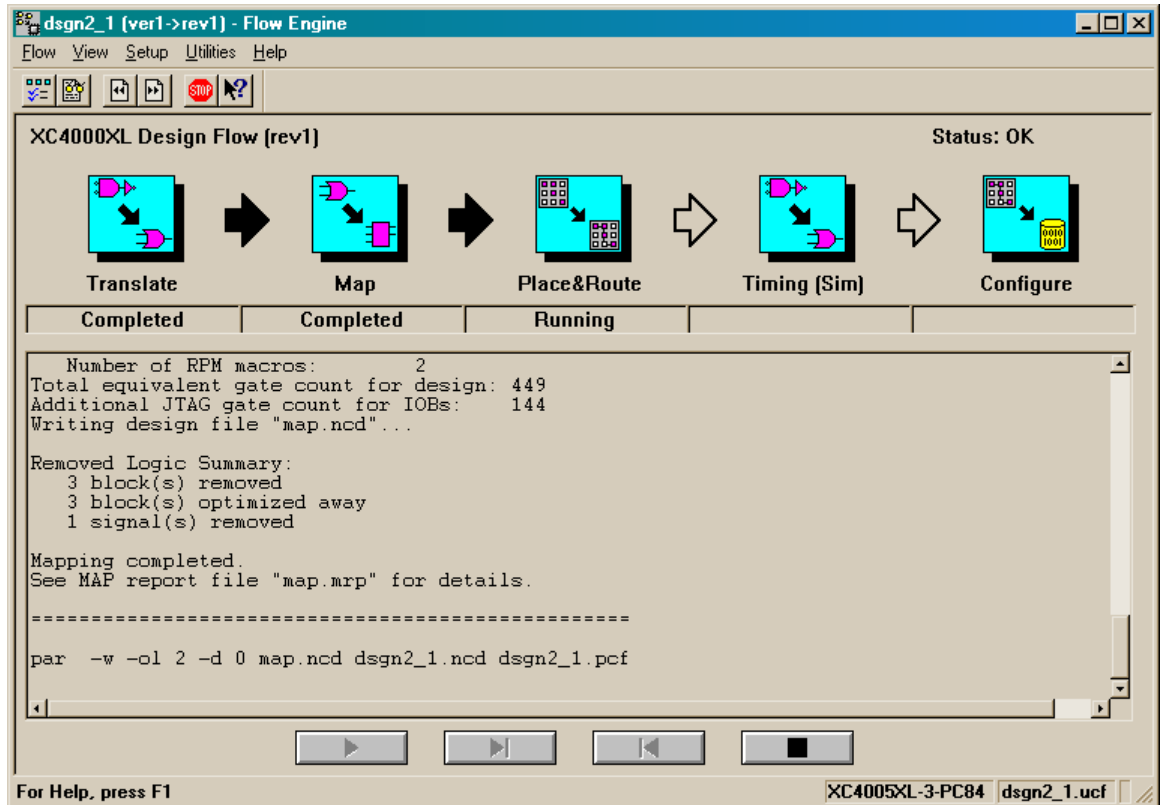 dsgn2_1 (ver1->rev1) - Flow Engine
Flow View Setup Utilities Help
STOP
XC4000XL Design Flow (rev1) Status: OK
0010
1001
Translate Map Place&Route Timing (Sim) Configure
Completed Completed Running
Number of RPM macros: 2
Total equivalent gate count for design: 449
Additional JTAG gate count for IOBs: 144
Writing design file "map.ncd"...
Removed Logic Summary:
3 block(s) removed
3 block(s) optimized away
1 signal(s) removed
Mapping completed.
See MAP report file "map.mrp" for details.
==================================================
par -w -ol 2 -d 0 map.ncd dsgn2_1.ncd dsgn2_1.pcf
For Help, press F1 XC4005XL-3-PC84 dsgn2_1.ucf